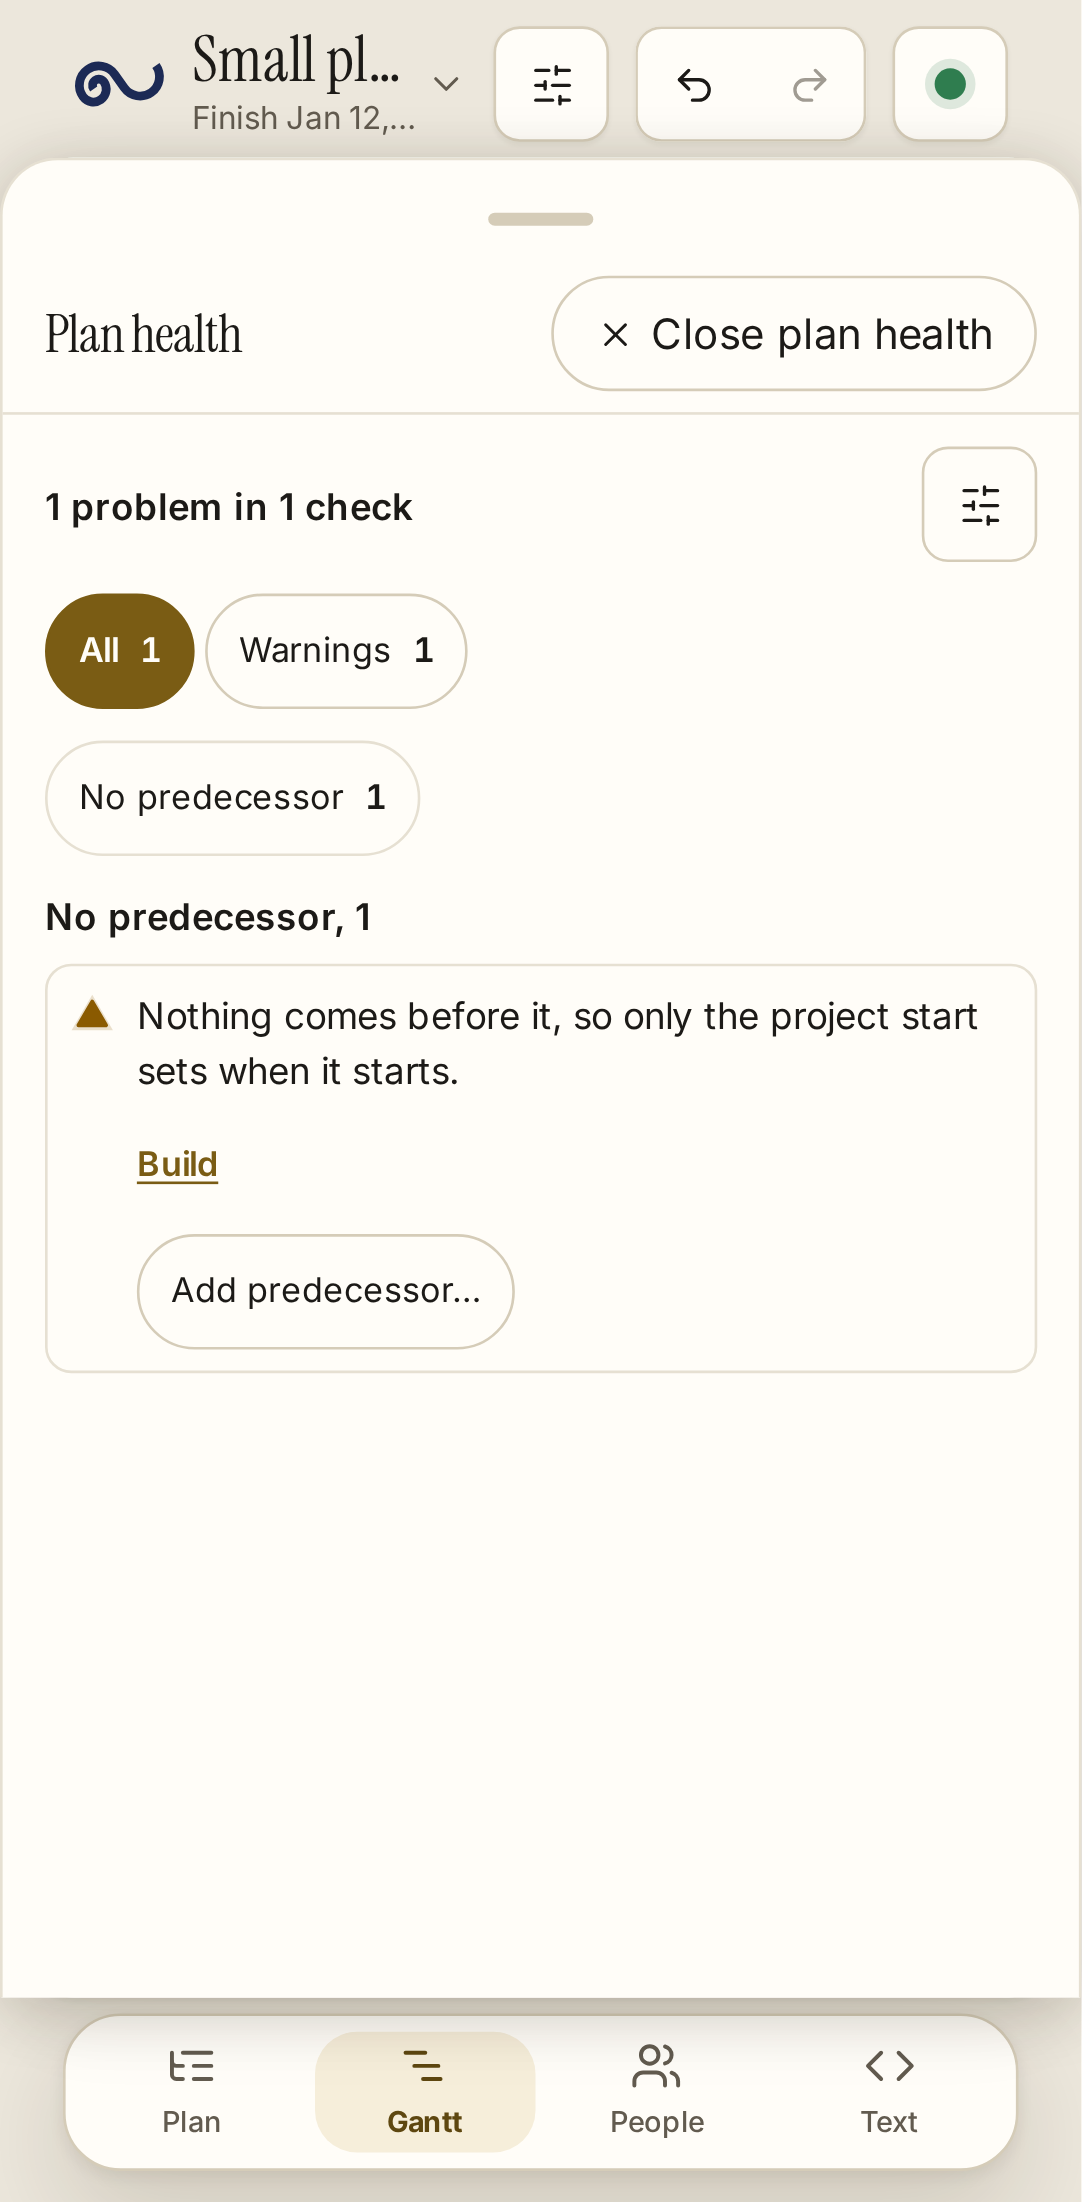 Small pl...
Finish Jan 12,...
Plan health
Close plan health
1 problem in 1 check
All 1
Warnings 1
No predecessor 1
No predecessor, 1
Nothing comes before it, so only the project start
sets when it starts.
Build
Add predecessor...
Plan
Gantt
People
Text